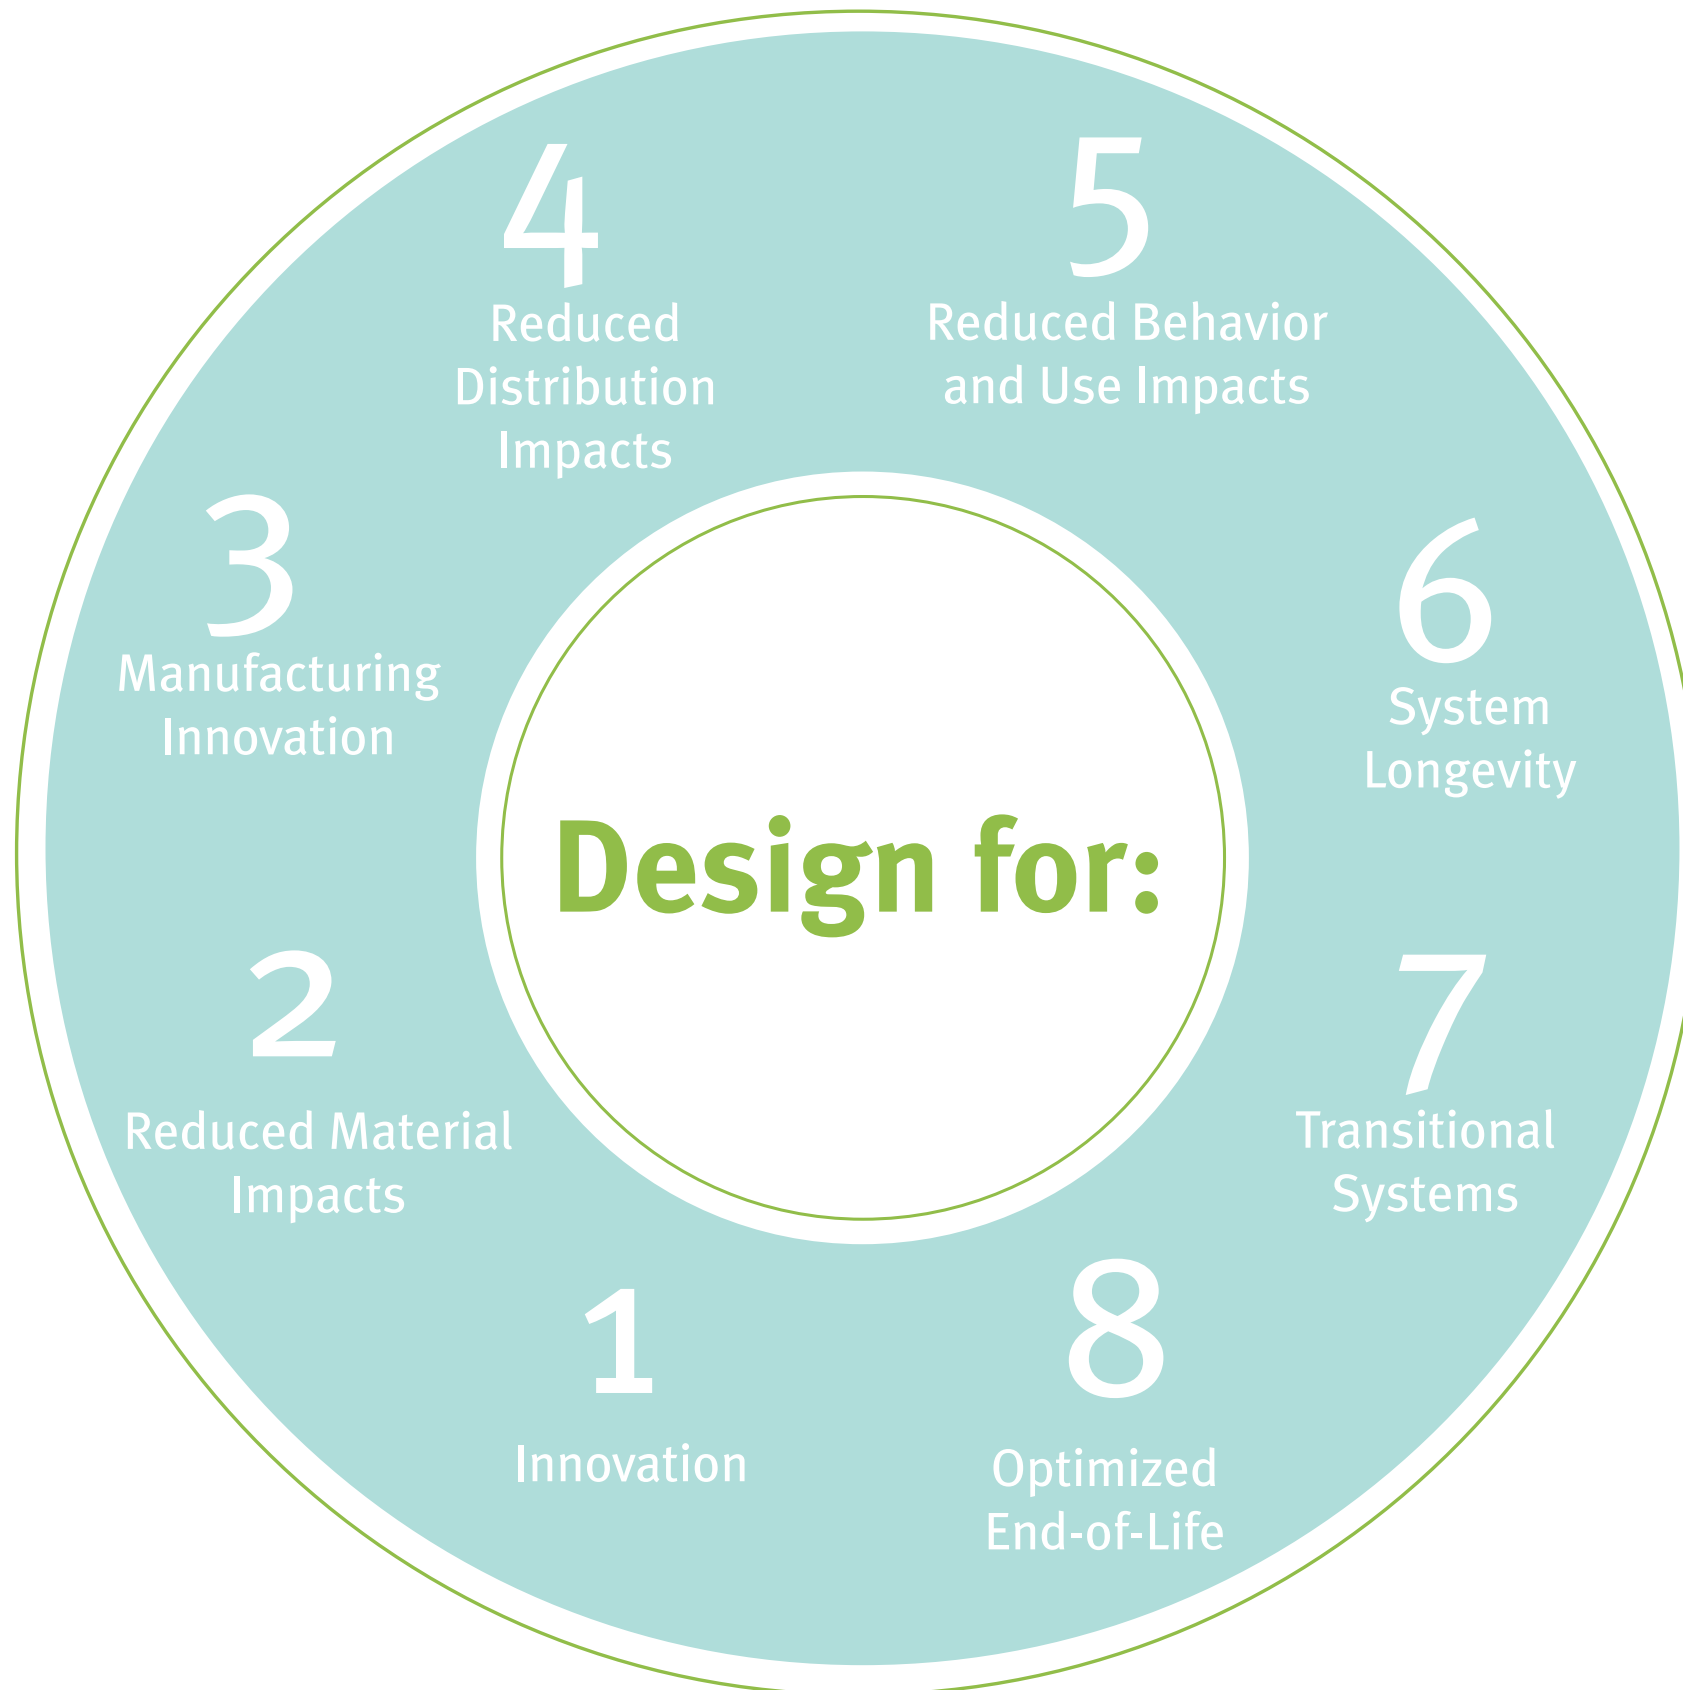 Design for:
1
Innovation
2
Reduced Material
Impacts
3
Manufacturing
Innovation
4
Reduced
Distribution
Impacts
5
Reduced Behavior
and Use Impacts
6
System
Longevity
7
Transitional
Systems
8
Optimized
End-of-Life